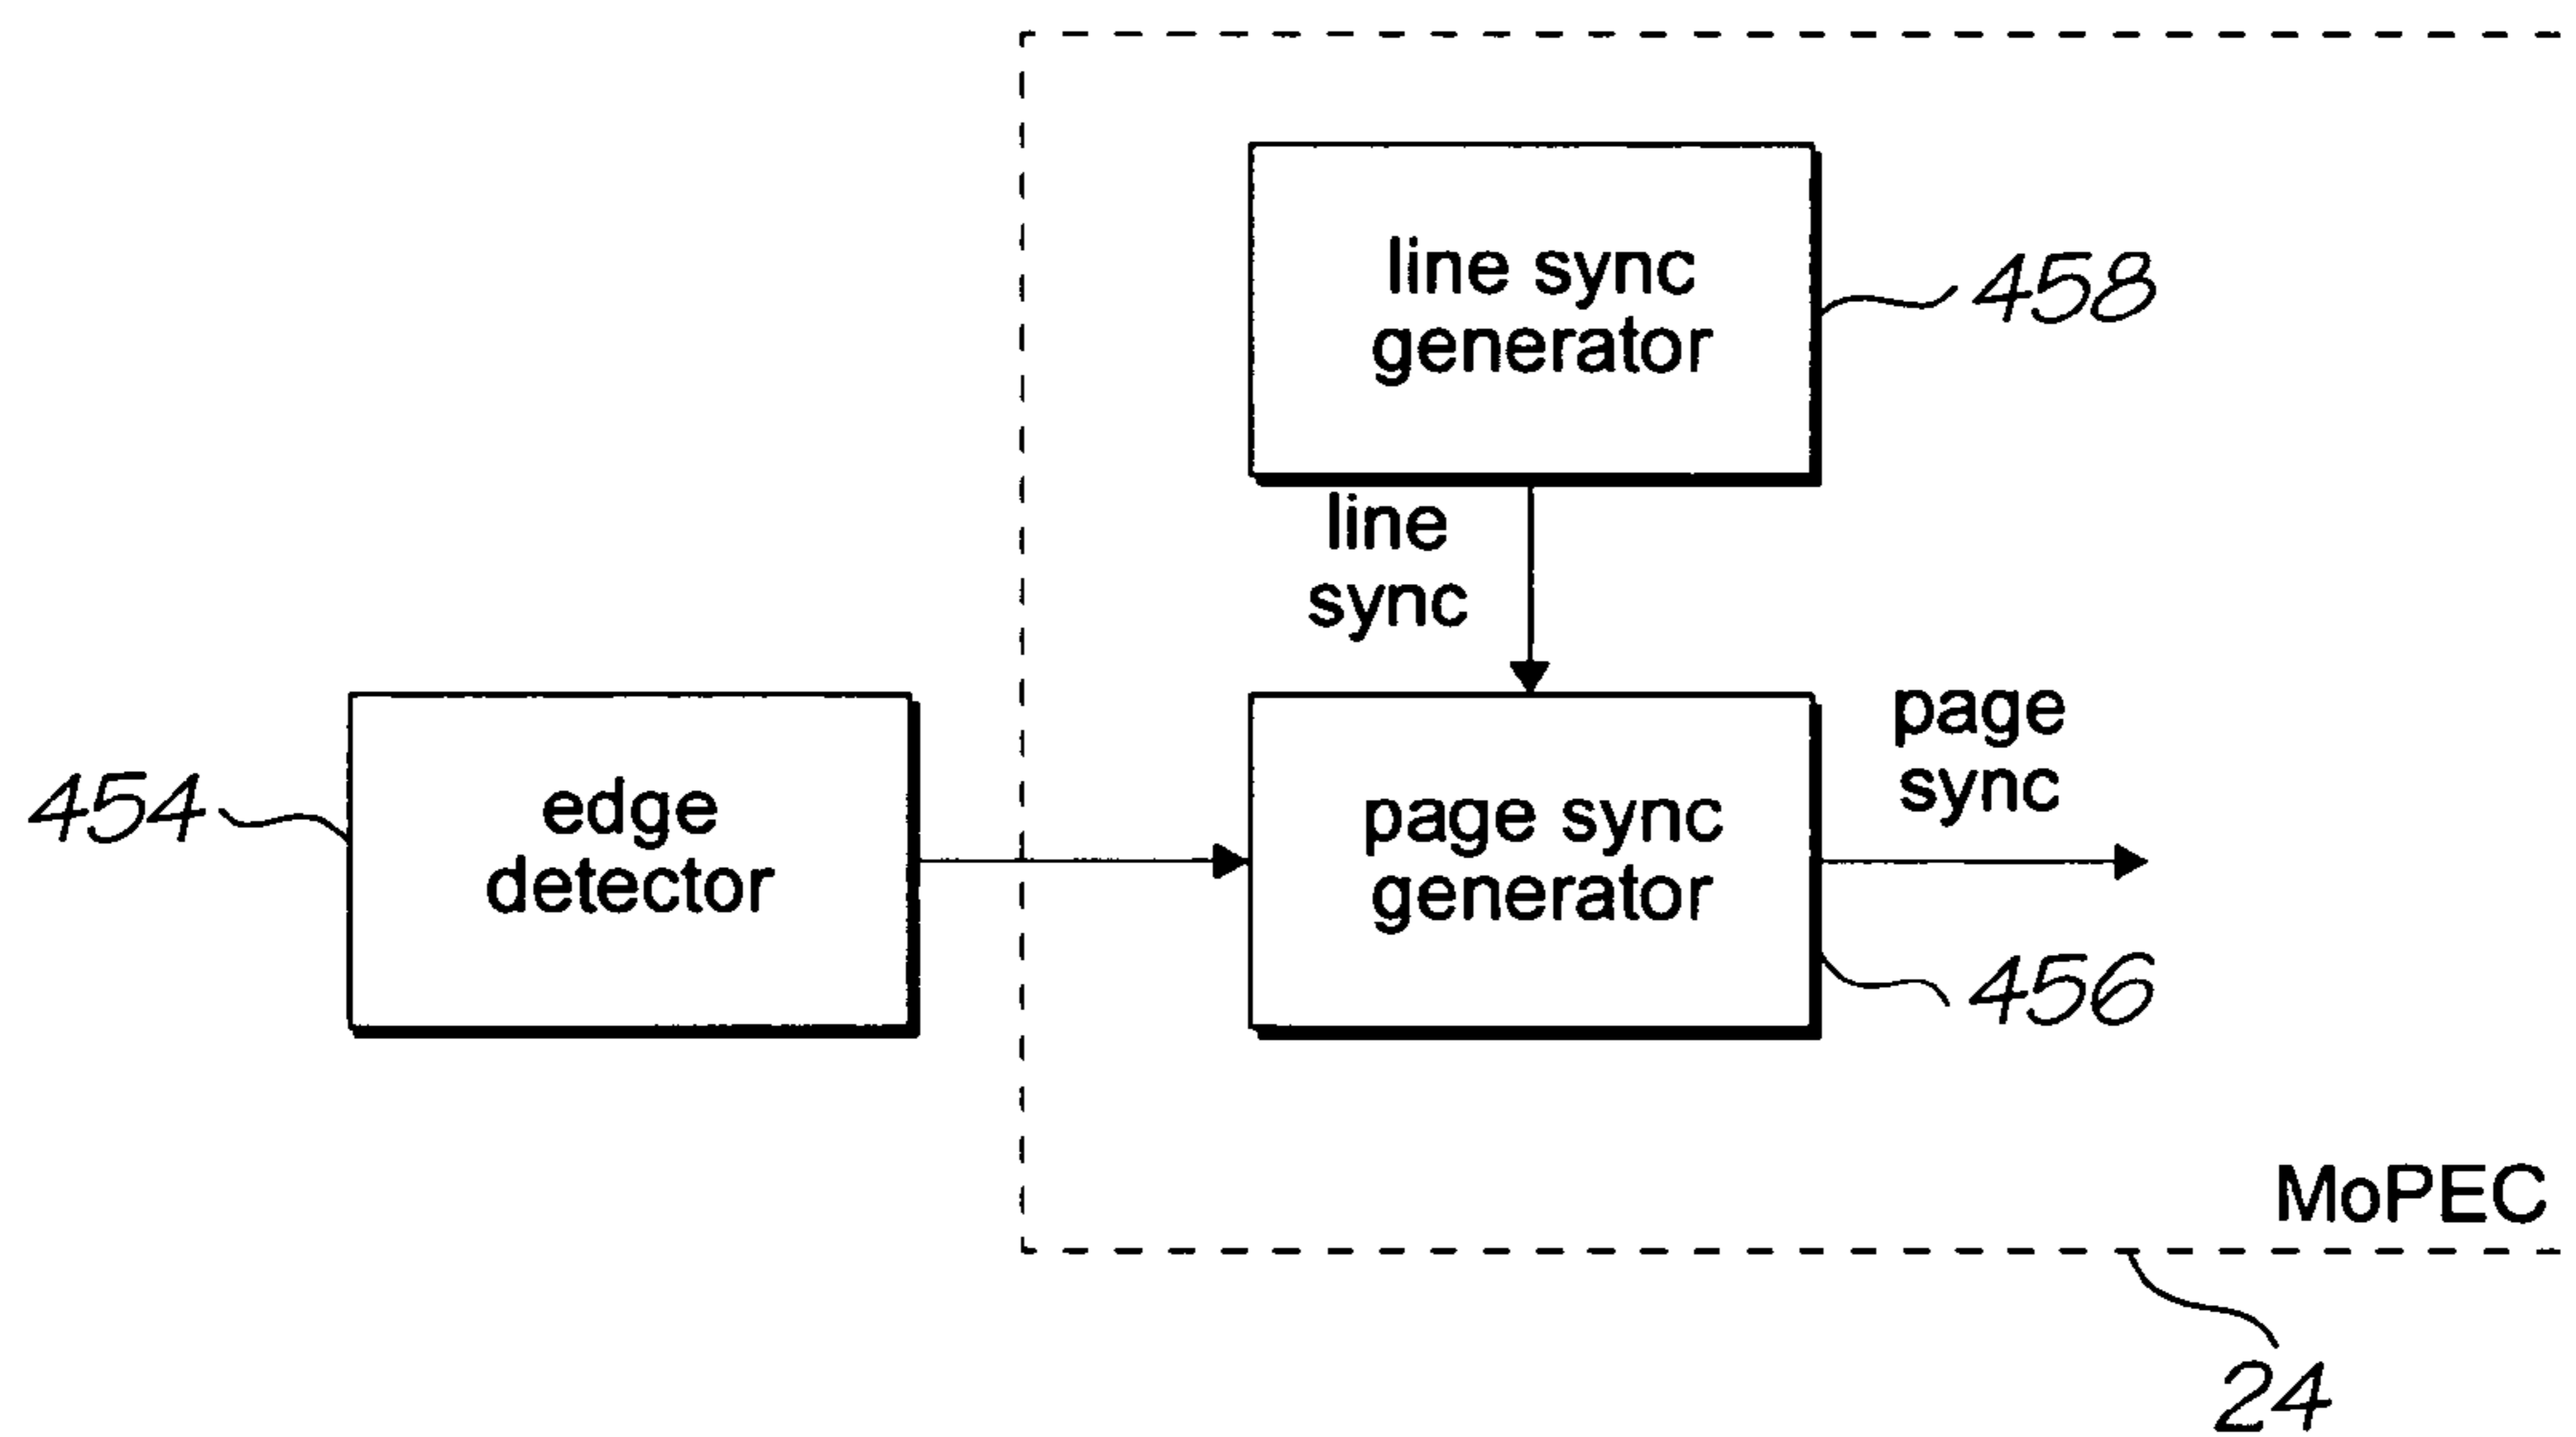 line sync
generator
458
line
sync
page
sync
454
edge
detector
page sync
generator
456
MoPEC
24